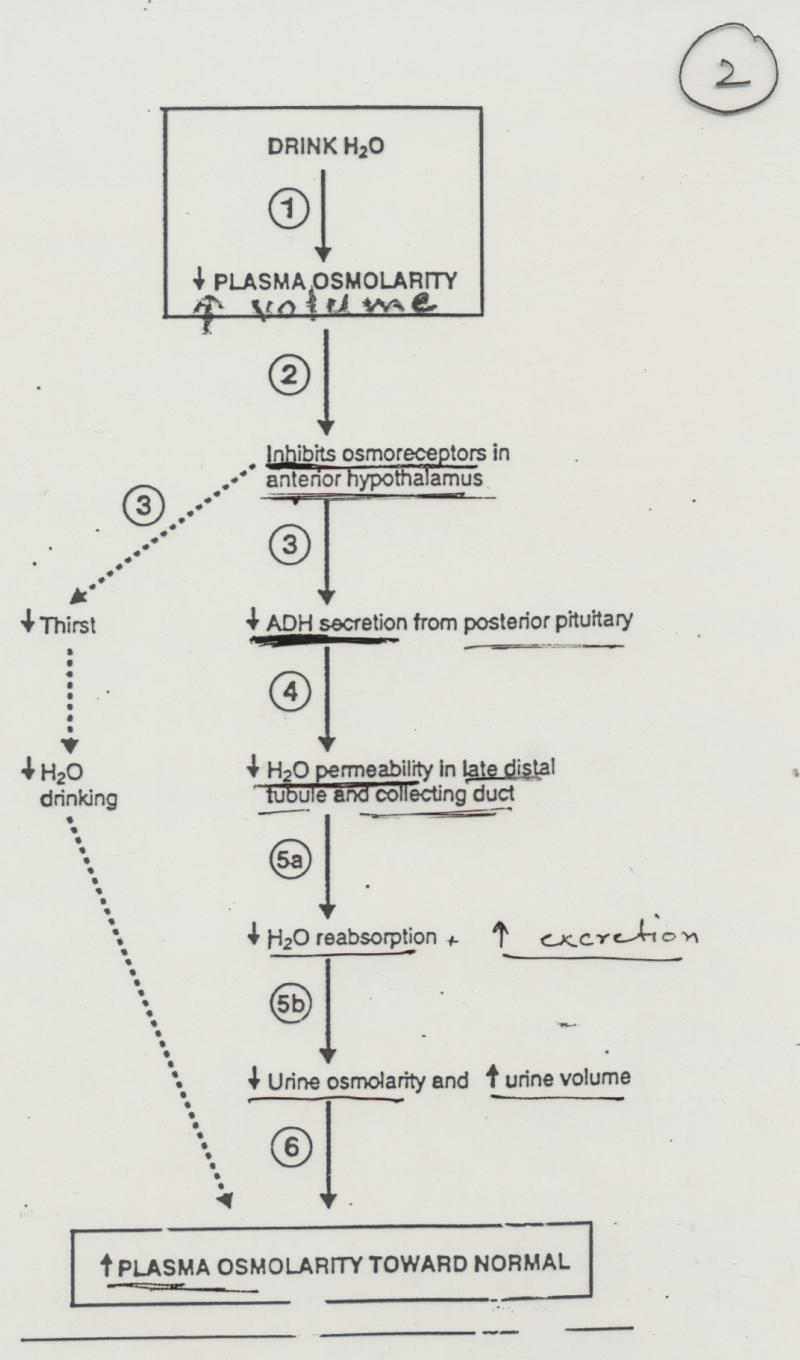 2
DRINK H₂O
1
↓ PLASMA OSMOLARITY
↑ volume
2
Inhibits osmoreceptors in
anterior hypothalamus
3
3
↓ Thirst
↓ ADH secretion from posterior pituitary
4
↓ H₂O
drinking
↓ H₂O permeability in late distal
tubule and collecting duct
5a
↓ H₂O reabsorption + ↑ excretion
5b
↓ Urine osmolarity and ↑ urine volume
6
↑ PLASMA OSMOLARITY TOWARD NORMAL